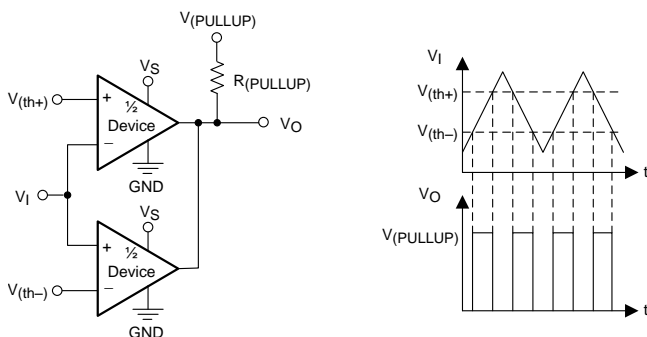 V(PULLUP)
R(PULLUP)
VS
V(th+)
+
½
Device
−
VO
GND
VI
VS
+
½
Device
V(th−)
−
GND
VI
V(th+)
V(th−)
t
VO
V(PULLUP)
t